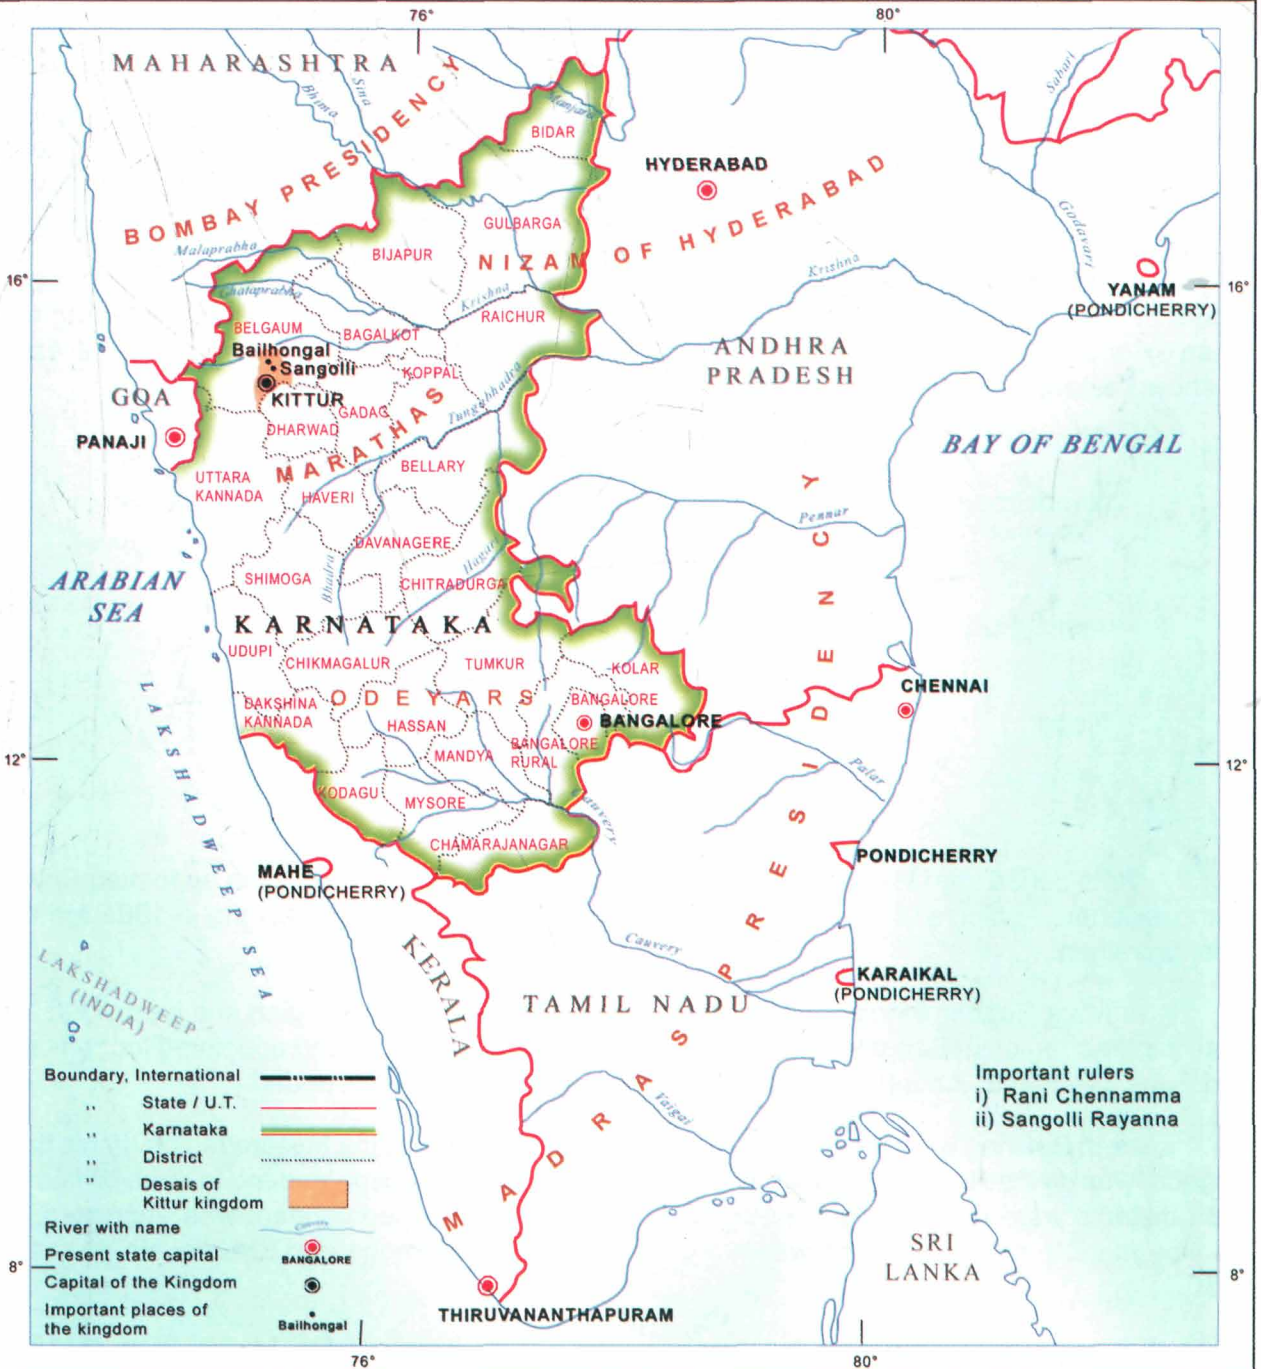 76°
80°
MAHARASHTRA
Bhima
Sina
Manjara
Sabari
BOMBAY PRESIDENCY
BIDAR
HYDERABAD
NIZAM OF HYDERABAD
GULBARGA
Godavari
Malaprabha
BIJAPUR
16°
16°
Ghataprabha
Krishna
Krishna
YANAM
(PONDICHERRY)
RAICHUR
BELGAUM
BAGALKOT
ANDHRA
PRADESH
Bailhongal
Sangolli
KOPPAL
KITTUR
GOA
GADAG
Tungabhadra
DHARWAD
PANAJI
MARATHAS
BAY OF BENGAL
BELLARY
UTTARA
KANNADA
HAVERI
Pennar
DAVANAGERE
Hagari
ARABIAN
SEA
SHIMOGA
Bhadra
CHITRADURGA
KARNATAKA
UDUPI
CHIKMAGALUR
TUMKUR
KOLAR
CHENNAI
ODEYARS
DAKSHINA
KANNADA
BANGALORE
BANGALORE
HASSAN
MANDYA
BANGALORE
RURAL
12°
12°
Palar
KODAGU
MYSORE
Cauvery
CHAMARAJANAGAR
LAKSHADWEEP SEA
MAHE
(PONDICHERRY)
PONDICHERRY
KERALA
Cauvery
LAKSHADWEEP
(INDIA)
KARAIKAL
(PONDICHERRY)
TAMIL NADU
MADRAS PRESIDENCY
Vaigai
Important rulers
i) Rani Chennamma
ii) Sangolli Rayanna
Boundary, International
,, State / U.T.
,, Karnataka
,, District
" Desais of
Kittur kingdom
River with name Cauvery
Present state capital BANGALORE
Capital of the Kingdom
Important places of
the kingdom Bailhongal
SRI
LANKA
8°
8°
THIRUVANANTHAPURAM
76°
80°